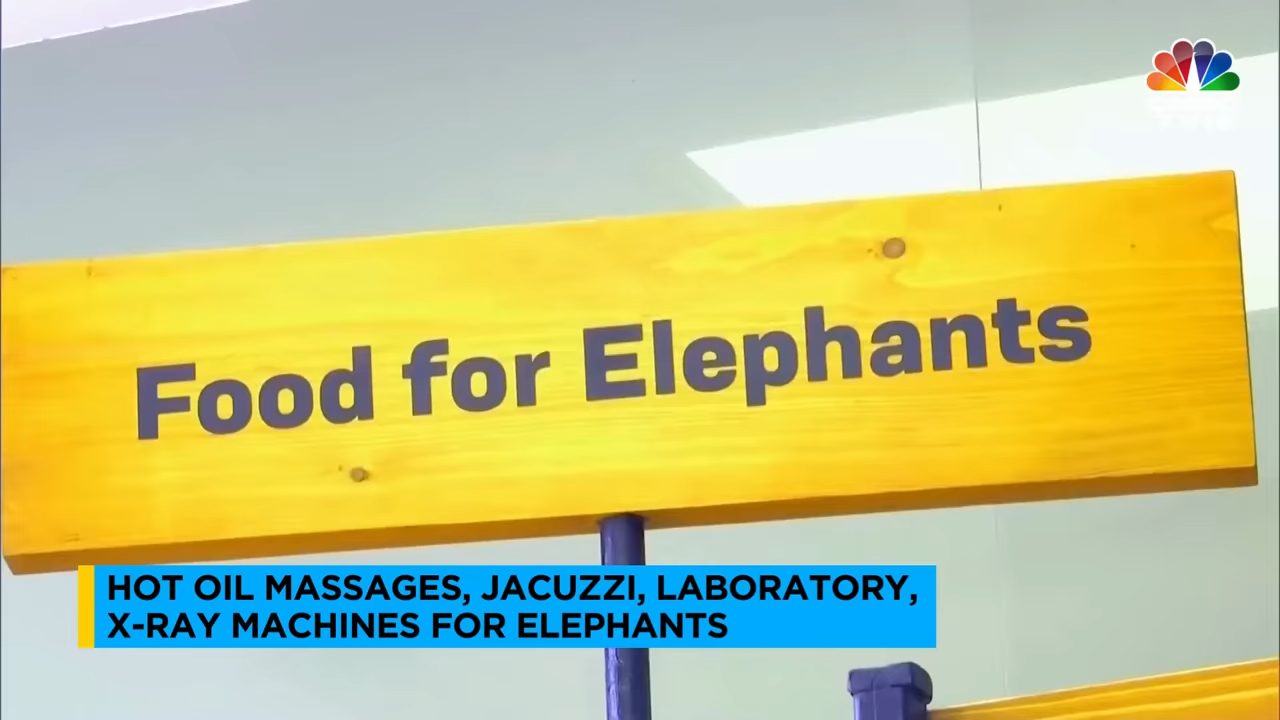 Food for Elephants
HOT OIL MASSAGES, JACUZZI, LABORATORY,
X-RAY MACHINES FOR ELEPHANTS